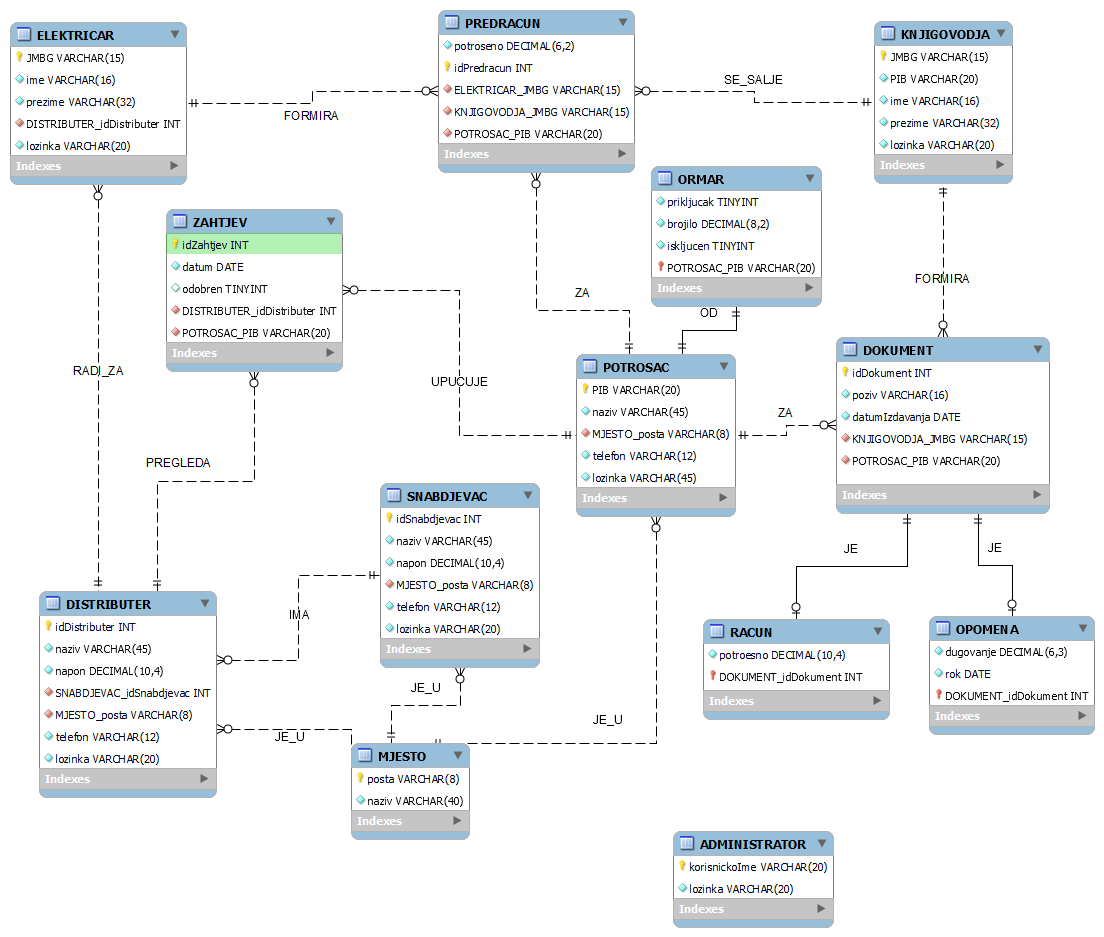 ELEKTRICAR
JMBG VARCHAR(15)
ime VARCHAR(16)
prezime VARCHAR(32)
DISTRIBUTER_idDistributer INT
lozinka VARCHAR(20)
Indexes
FORMIRA
PREDRACUN
potroseno DECIMAL(6,2)
idPredracun INT
ELEKTRICAR_JMBG VARCHAR(15)
KNJIGOVODJA_JMBG VARCHAR(15)
POTROSAC_PIB VARCHAR(20)
Indexes
SE_SALJE
KNJIGOVODJA
JMBG VARCHAR(15)
PIB VARCHAR(20)
ime VARCHAR(16)
prezime VARCHAR(32)
lozinka VARCHAR(20)
Indexes
ORMAR
prikljucak TINYINT
brojilo DECIMAL(8,2)
iskljucen TINYINT
POTROSAC_PIB VARCHAR(20)
Indexes
ZAHTJEV
idZahtjev INT
datum DATE
odobren TINYINT
DISTRIBUTER_idDistributer INT
POTROSAC_PIB VARCHAR(20)
Indexes
ZA
OD
FORMIRA
RADI_ZA
UPUCUJE
PREGLEDA
POTROSAC
PIB VARCHAR(20)
naziv VARCHAR(45)
MJESTO_posta VARCHAR(8)
telefon VARCHAR(12)
lozinka VARCHAR(45)
Indexes
ZA
DOKUMENT
idDokument INT
poziv VARCHAR(16)
datumIzdavanja DATE
KNJIGOVODJA_JMBG VARCHAR(15)
POTROSAC_PIB VARCHAR(20)
Indexes
SNABDJEVAC
idSnabdjevac INT
naziv VARCHAR(45)
napon DECIMAL(10,4)
MJESTO_posta VARCHAR(8)
telefon VARCHAR(12)
lozinka VARCHAR(20)
Indexes
JE
JE
IMA
DISTRIBUTER
idDistributer INT
naziv VARCHAR(45)
napon DECIMAL(10,4)
SNABDJEVAC_idSnabdjevac INT
MJESTO_posta VARCHAR(8)
telefon VARCHAR(12)
lozinka VARCHAR(20)
Indexes
RACUN
potroesno DECIMAL(10,4)
DOKUMENT_idDokument INT
Indexes
OPOMENA
dugovanje DECIMAL(6,3)
rok DATE
DOKUMENT_idDokument INT
Indexes
JE_U
JE_U
JE_U
MJESTO
posta VARCHAR(8)
naziv VARCHAR(40)
Indexes
ADMINISTRATOR
korisnickoIme VARCHAR(20)
lozinka VARCHAR(20)
Indexes